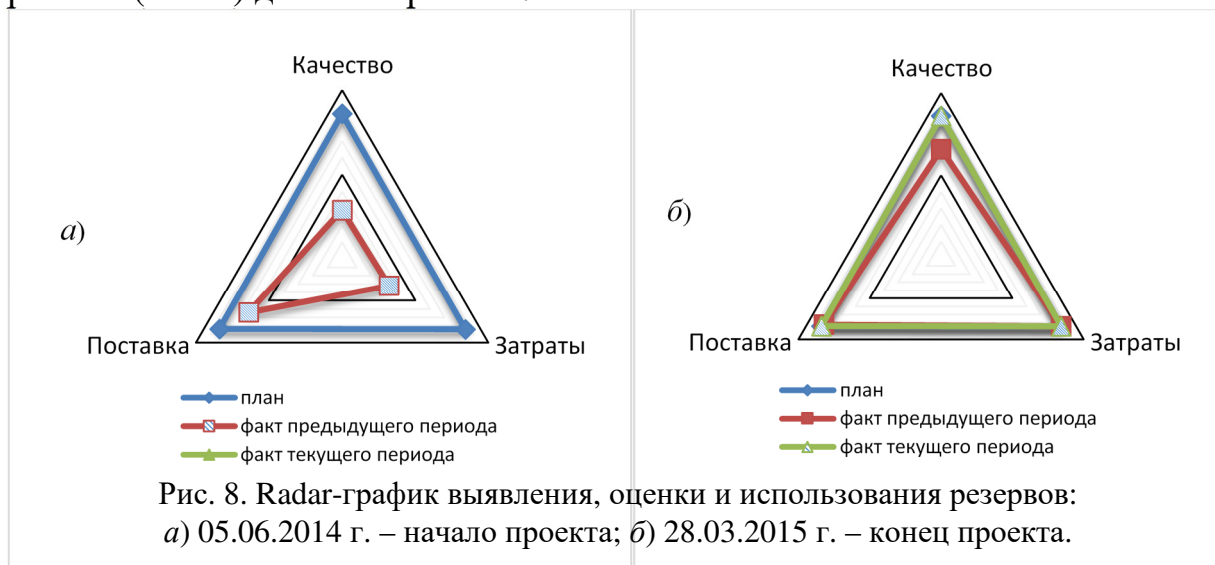 Качество
а)
Поставка
Затраты
план
факт предыдущего периода
факт текущего периода
Качество
б)
Поставка
Затраты
план
факт предыдущего периода
факт текущего периода
Рис. 8. Radar-график выявления, оценки и использования резервов:
а) 05.06.2014 г. – начало проекта; б) 28.03.2015 г. – конец проекта.